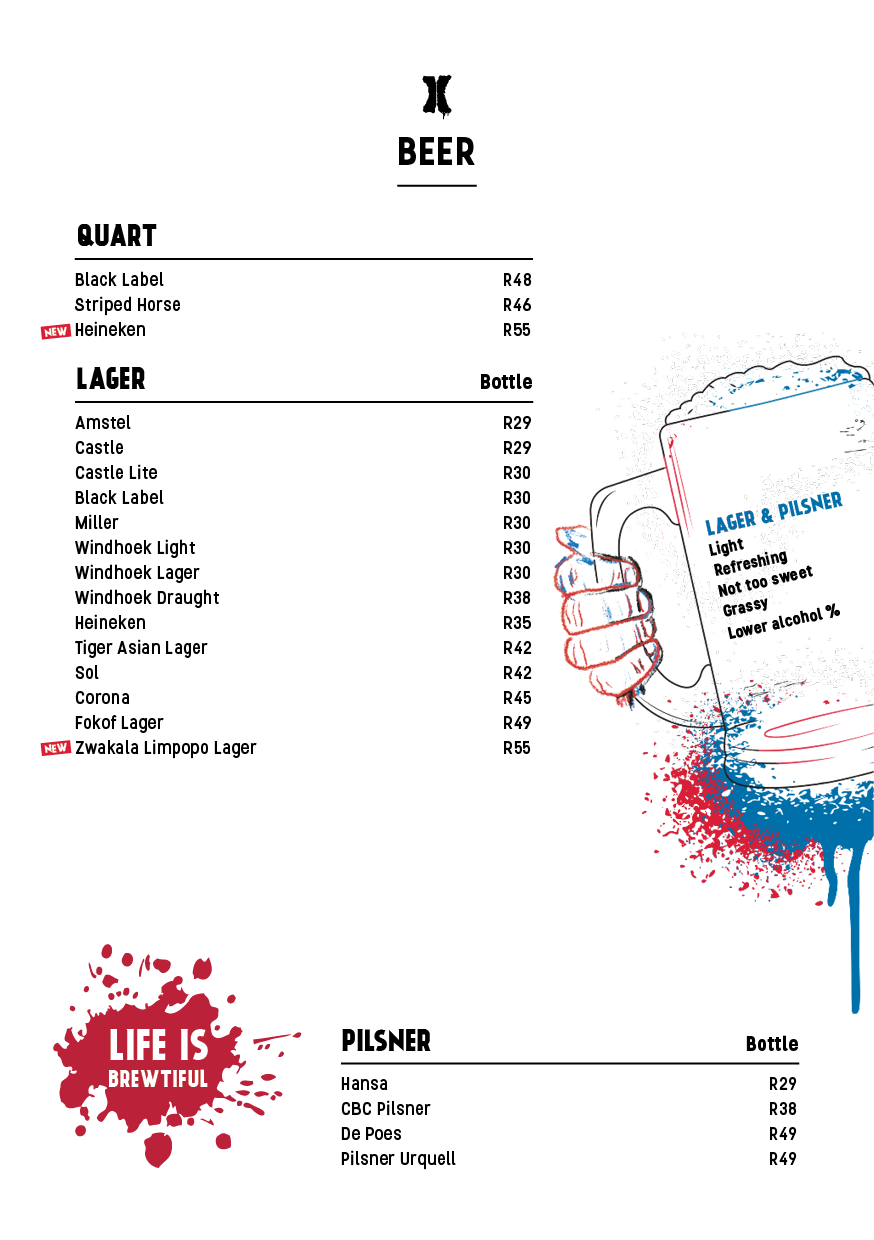 BEER
QUART
Black Label R48
Striped Horse R46
NEW Heineken R55
LAGER Bottle
Amstel R29
Castle R29
Castle Lite R30
Black Label R30
Miller R30
Windhoek Light R30
Windhoek Lager R30
Windhoek Draught R38
Heineken R35
Tiger Asian Lager R42
Sol R42
Corona R45
Fokof Lager R49
NEW Zwakala Limpopo Lager R55
LAGER & PILSNER
Light
Refreshing
Not too sweet
Grassy
Lower alcohol %
LIFE IS
BREWTIFUL
PILSNER Bottle
Hansa R29
CBC Pilsner R38
De Poes R49
Pilsner Urquell R49